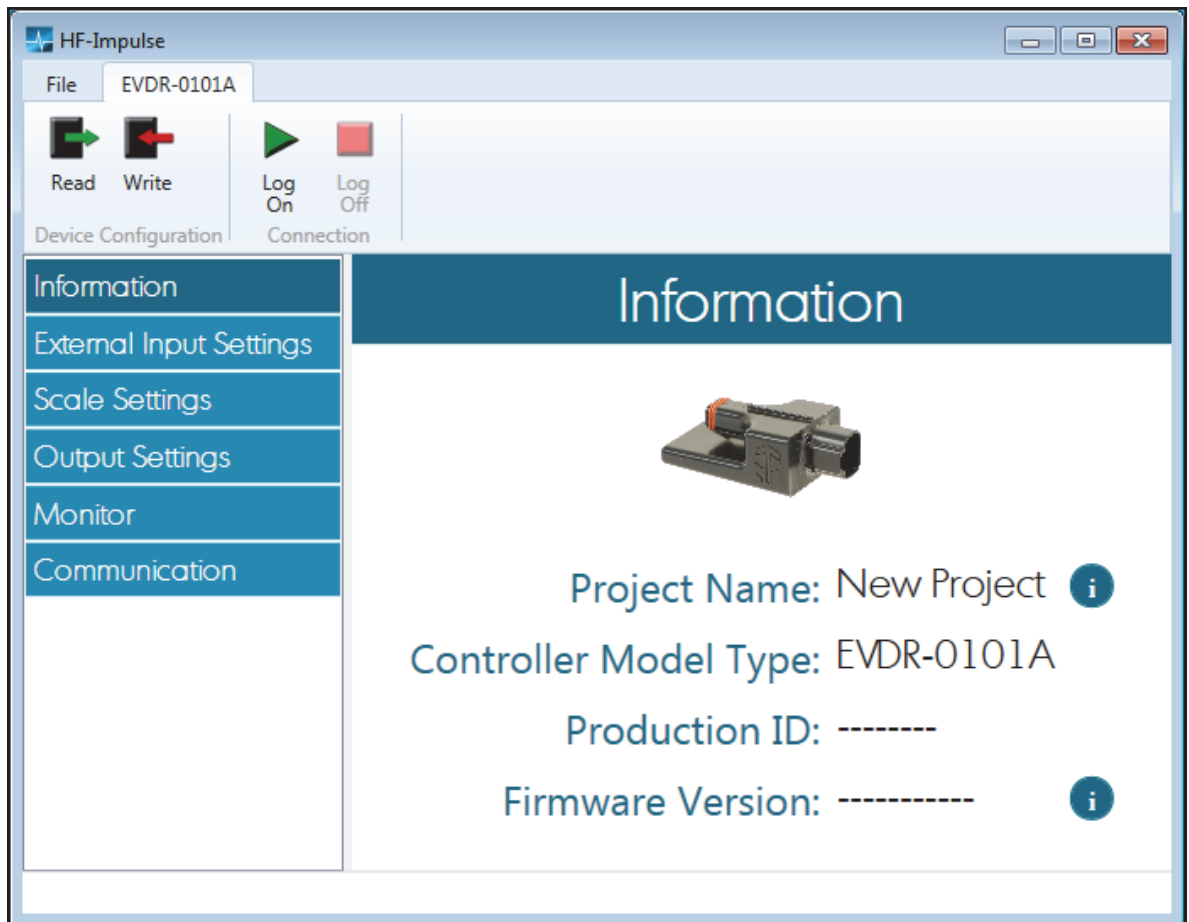 HF-Impulse
File EVDR-0101A
Read Write Log On Log Off
Device Configuration Connection
Information
External Input Settings
Scale Settings
Output Settings
Monitor
Communication
Information
Project Name: New Project i
Controller Model Type: EVDR-0101A
Production ID: --------
Firmware Version: ----------- i